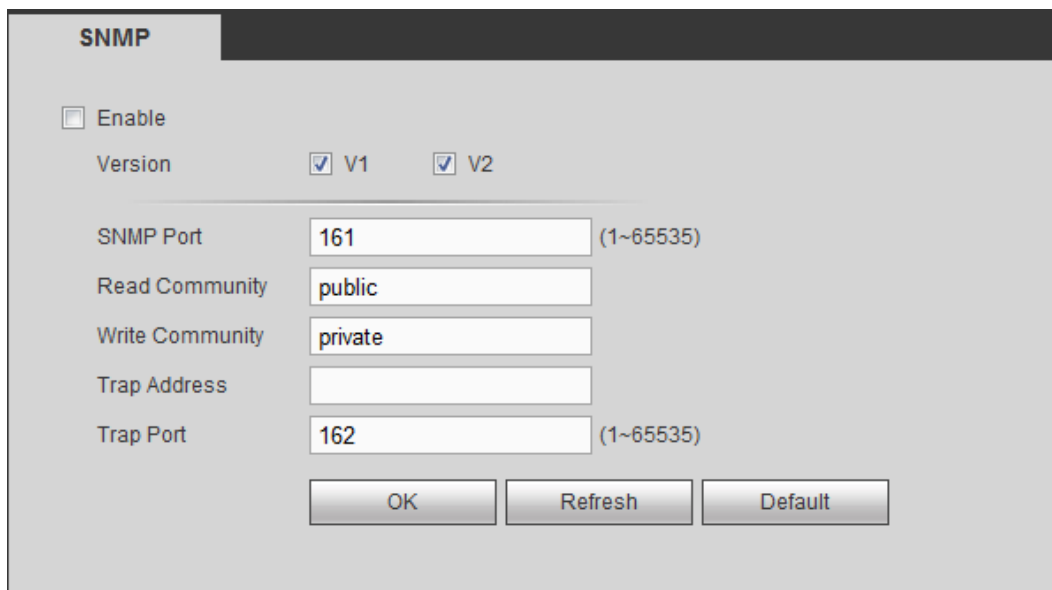 SNMP
Enable
Version V1 V2
SNMP Port 161 (1~65535)
Read Community public
Write Community private
Trap Address
Trap Port 162 (1~65535)
OK Refresh Default